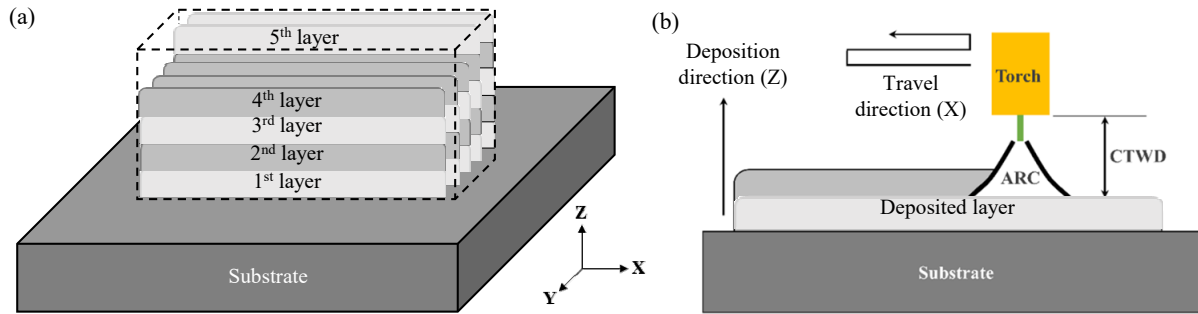 (a)
5th layer
4th layer
3rd layer
2nd layer
1st layer
Substrate
Z
X
Y
(b)
Deposition
direction (Z)
Travel
direction (X)
Torch
CTWD
ARC
Deposited layer
Substrate